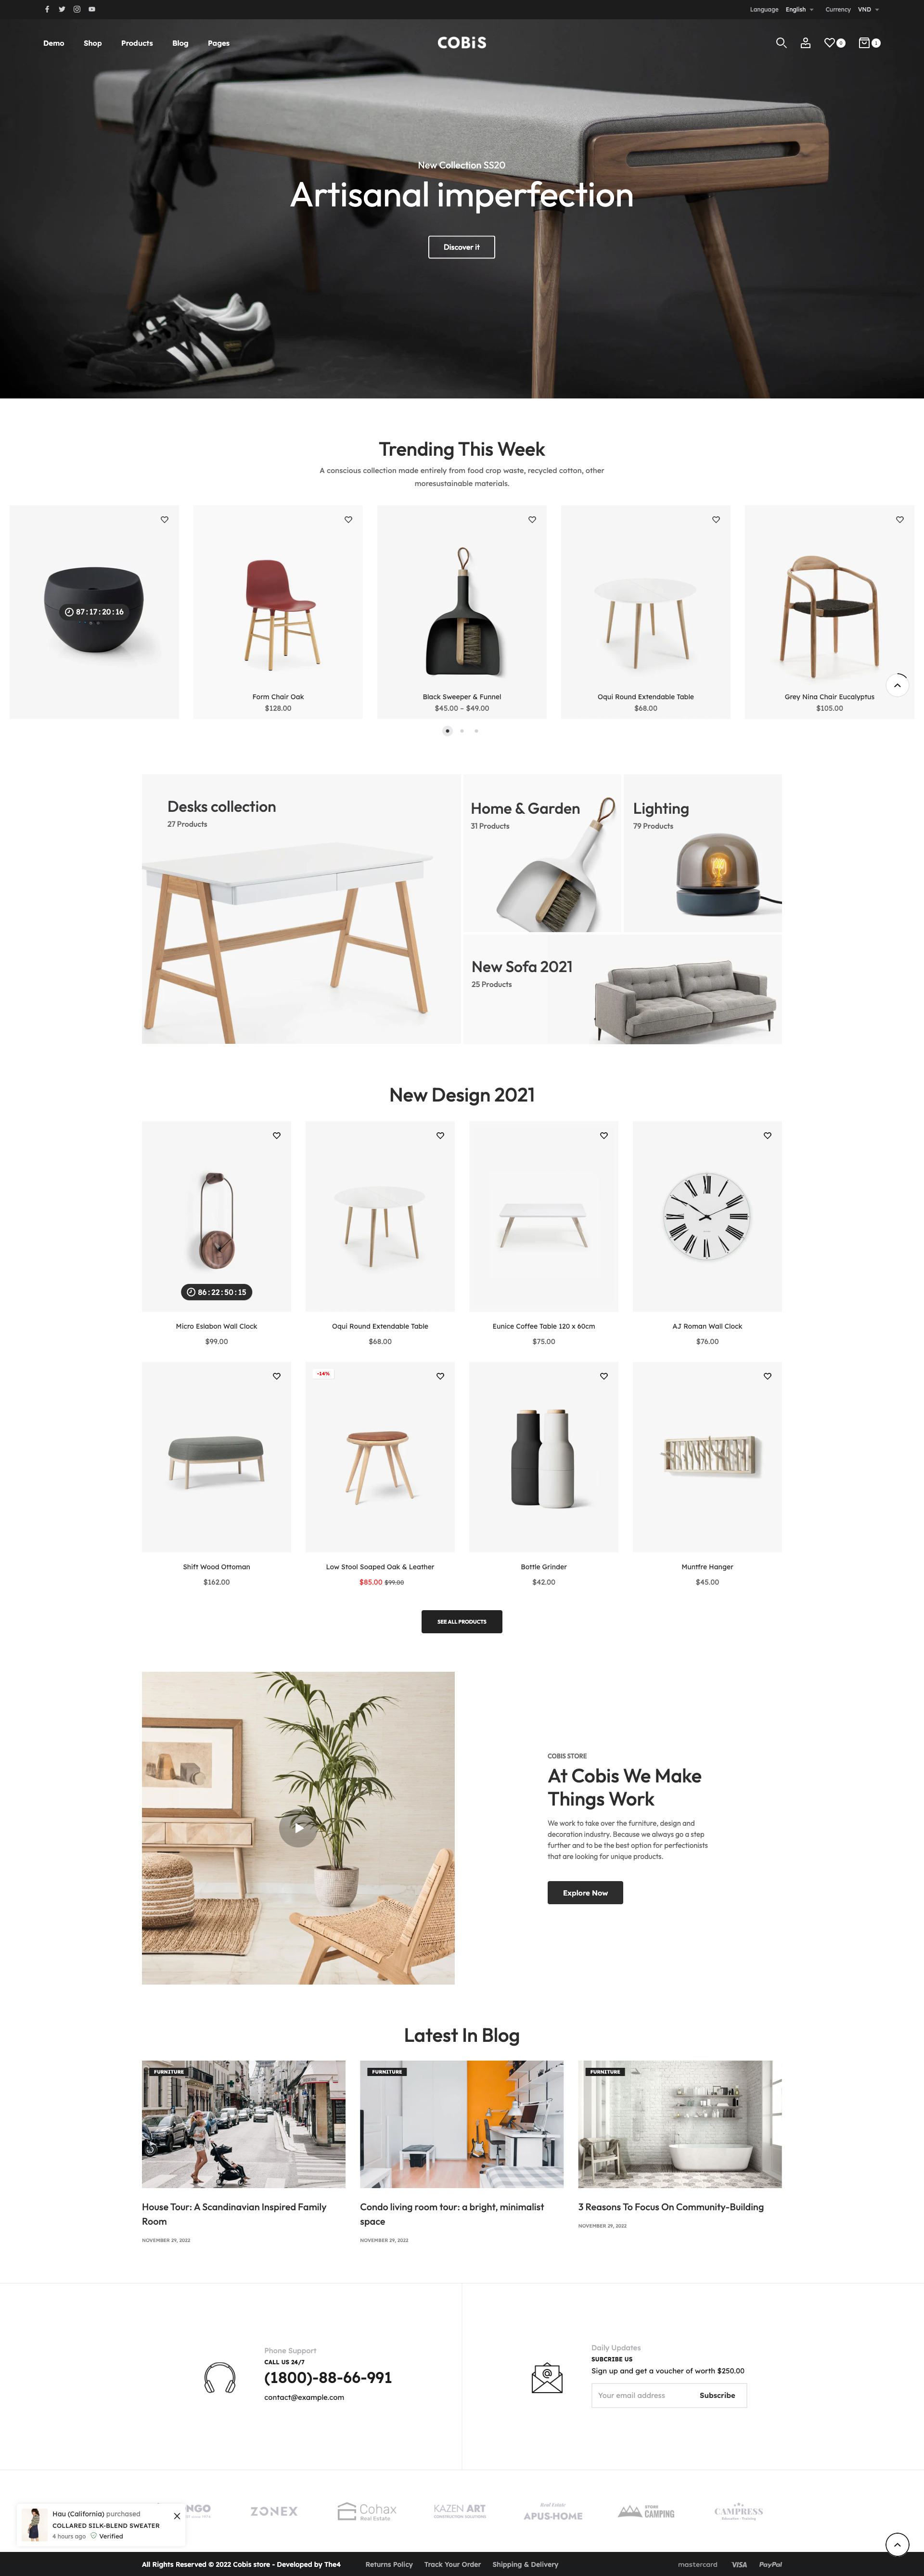 Language English Currency VND
Demo Shop Products Blog Pages COBiS 0 1
New Collection SS20
Artisanal imperfection
Discover it
Trending This Week
A conscious collection made entirely from food crop waste, recycled cotton, other
moresustainable materials.
87:17:20:16
Form Chair Oak
$128.00
Black Sweeper & Funnel
$45.00 – $49.00
Oqui Round Extendable Table
$68.00
Grey Nina Chair Eucalyptus
$105.00
Desks collection
27 Products
Home & Garden
31 Products
Lighting
79 Products
New Sofa 2021
25 Products
New Design 2021
86:22:50:15
Micro Eslabon Wall Clock
$99.00
Oqui Round Extendable Table
$68.00
Eunice Coffee Table 120 x 60cm
$75.00
AJ Roman Wall Clock
$76.00
-14%
Shift Wood Ottoman
$162.00
Low Stool Soaped Oak & Leather
$85.00 $99.00
Bottle Grinder
$42.00
Muntfre Hanger
$45.00
SEE ALL PRODUCTS
COBIS STORE
At Cobis We Make
Things Work
We work to take over the furniture, design and
decoration industry. Because we always go a step
further and to be the best option for perfectionists
that are looking for unique products.
Explore Now
Latest In Blog
FURNITURE
House Tour: A Scandinavian Inspired Family
Room
NOVEMBER 29, 2022
FURNITURE
Condo living room tour: a bright, minimalist
space
NOVEMBER 29, 2022
FURNITURE
3 Reasons To Focus On Community-Building
NOVEMBER 29, 2022
Phone Support
CALL US 24/7
(1800)-88-66-991
contact@example.com
Daily Updates
SUBCRIBE US
Sign up and get a voucher of worth $250.00
Your email address Subscribe
NGO
ZONEX
Cohax
Real Estate
KAZEN ART
CONSTRUCTION SOLUTIONS
Real Estate
APUS-HOME
STORE
CAMPING
CAMPRESS
Education - Training
Hau (California) purchased
COLLARED SILK-BLEND SWEATER
4 hours ago Verified
All Rights Reserved © 2022 Cobis store - Developed by The4 Returns Policy Track Your Order Shipping & Delivery mastercard VISA PayPal